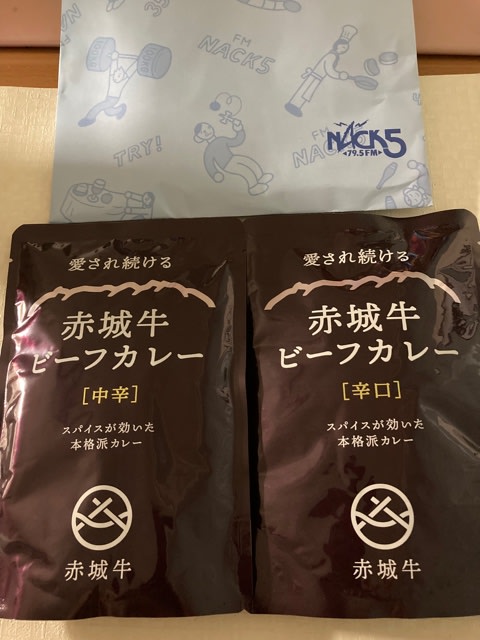 FM
NACK5
TRY!
FM
NACK5
79.5FM
愛され続ける
赤城牛
ビーフカレー
[中辛]
スパイスが効いた
本格派カレー
赤城牛
愛され続ける
赤城牛
ビーフカレー
[辛口]
スパイスが効いた
本格派カレー
赤城牛